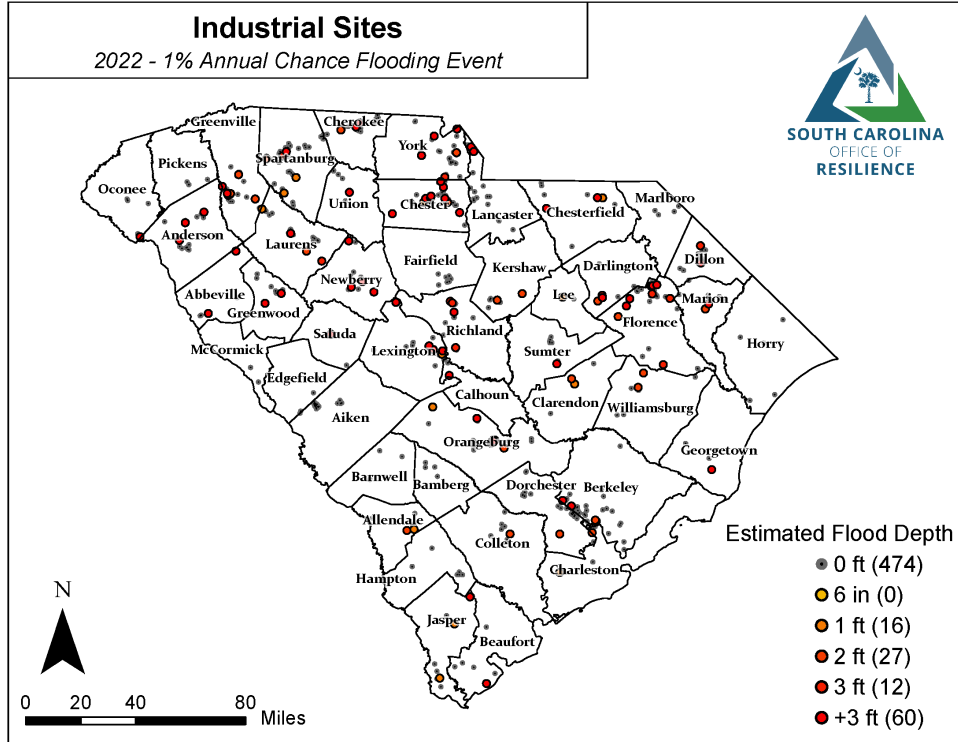 Industrial Sites
2022 - 1% Annual Chance Flooding Event
SOUTH CAROLINA
OFFICE OF
RESILIENCE
Greenville
Cherokee
Pickens
Spartanburg
York
Oconee
Union
Chester
Lancaster
Chesterfield
Marlboro
Anderson
Laurens
Fairfield
Kershaw
Darlington
Dillon
Newberry
Abbeville
Greenwood
Lee
Marion
Florence
Saluda
Richland
Horry
McCormick
Lexington
Sumter
Edgefield
Calhoun
Clarendon
Williamsburg
Aiken
Orangeburg
Georgetown
Barnwell
Bamberg
Dorchester
Berkeley
Allendale
Colleton
Charleston
Hampton
Jasper
Beaufort
Estimated Flood Depth
0 ft (474)
6 in (0)
1 ft (16)
2 ft (27)
3 ft (12)
+3 ft (60)
N
0 20 40 80
Miles